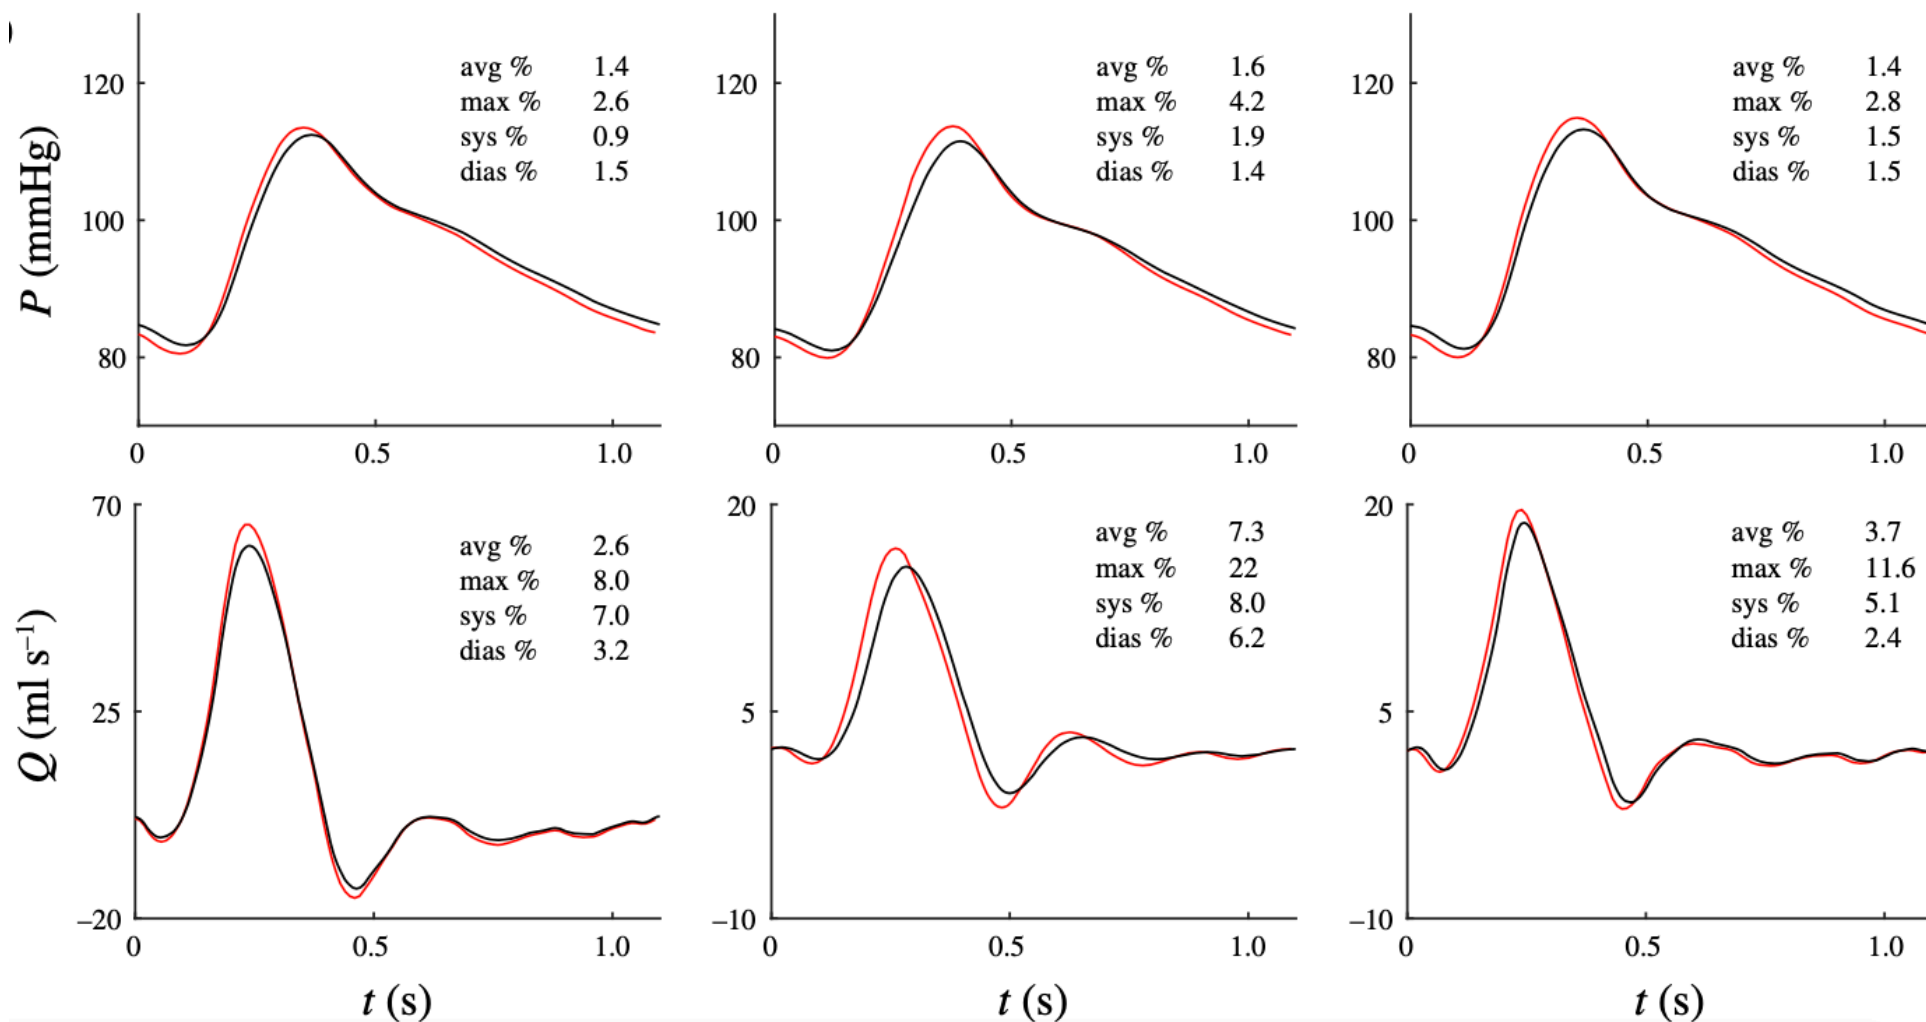 )
P (mmHg)
120
100
80
avg % 1.4
max % 2.6
sys % 0.9
dias % 1.5
0 0.5 1.0
120
100
80
avg % 1.6
max % 4.2
sys % 1.9
dias % 1.4
0 0.5 1.0
120
100
80
avg % 1.4
max % 2.8
sys % 1.5
dias % 1.5
0 0.5 1.0
Q (ml s⁻¹)
70
25
–20
avg % 2.6
max % 8.0
sys % 7.0
dias % 3.2
0 0.5 1.0
t (s)
20
5
–10
avg % 7.3
max % 22
sys % 8.0
dias % 6.2
0 0.5 1.0
t (s)
20
5
–10
avg % 3.7
max % 11.6
sys % 5.1
dias % 2.4
0 0.5 1.0
t (s)